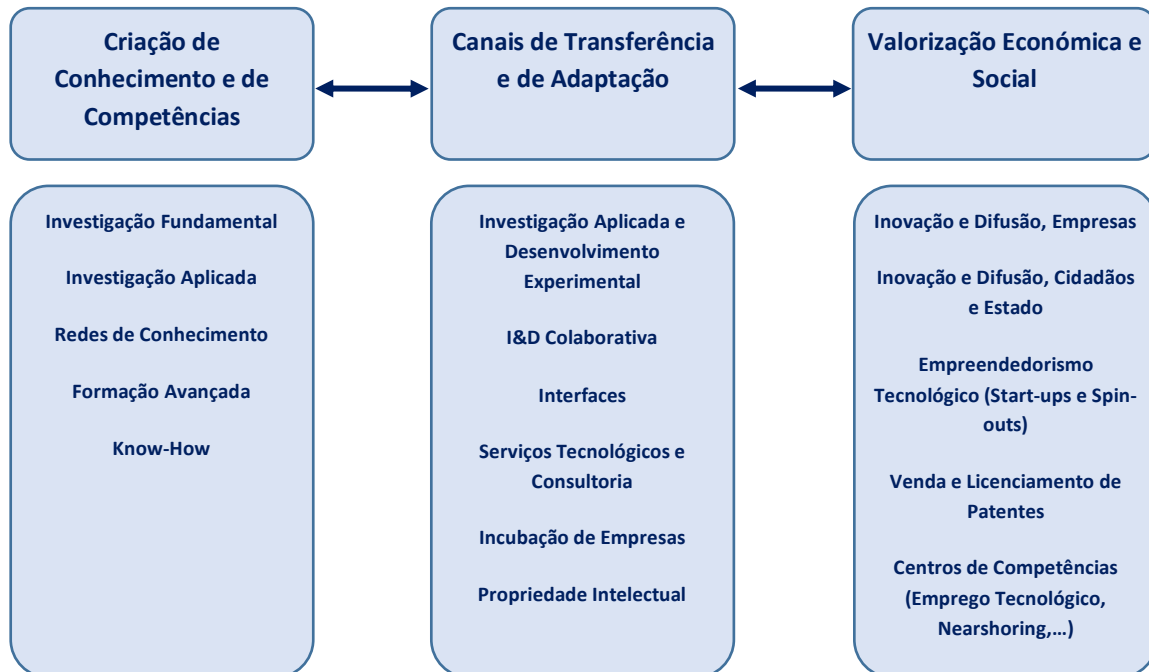 Criação de
Conhecimento e de
Competências
Canais de Transferência
e de Adaptação
Valorização Económica e
Social
Investigação Fundamental
Investigação Aplicada
Redes de Conhecimento
Formação Avançada
Know-How
Investigação Aplicada e
Desenvolvimento
Experimental
I&D Colaborativa
Interfaces
Serviços Tecnológicos e
Consultoria
Incubação de Empresas
Propriedade Intelectual
Inovação e Difusão, Empresas
Inovação e Difusão, Cidadãos
e Estado
Empreendedorismo
Tecnológico (Start-ups e Spin-
outs)
Venda e Licenciamento de
Patentes
Centros de Competências
(Emprego Tecnológico,
Nearshoring,...)